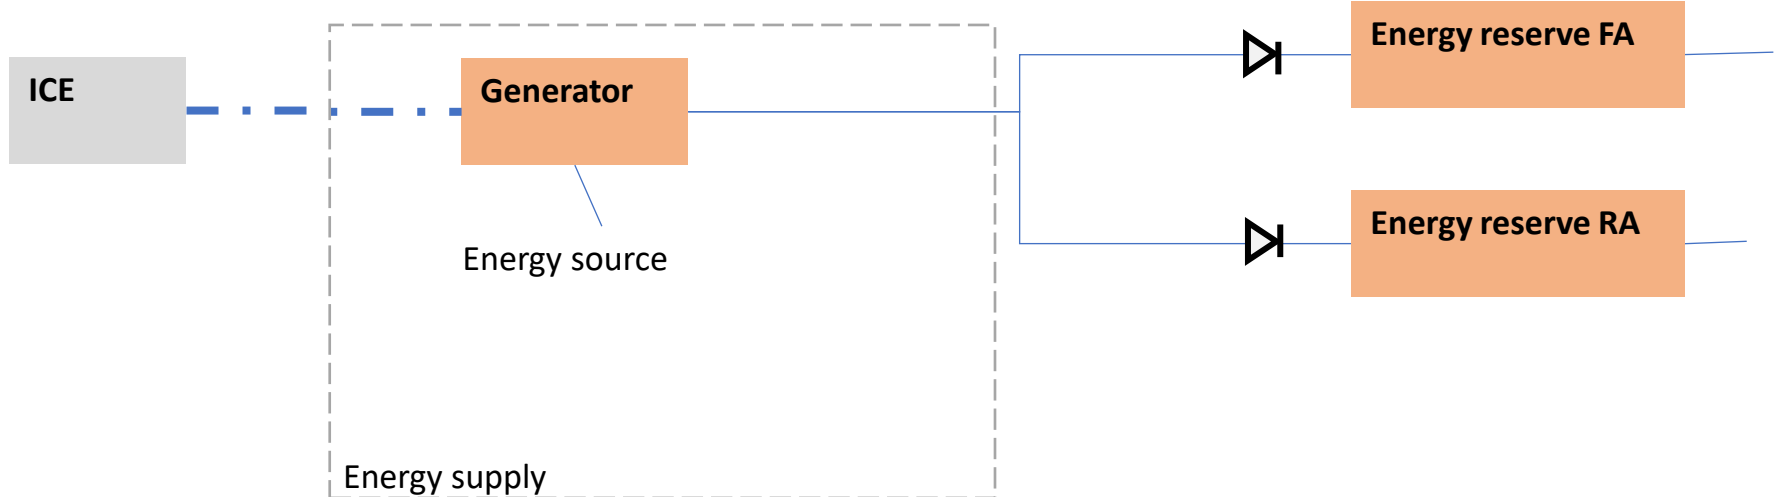 ICE
Generator
Energy source
Energy supply
Energy reserve FA
Energy reserve RA